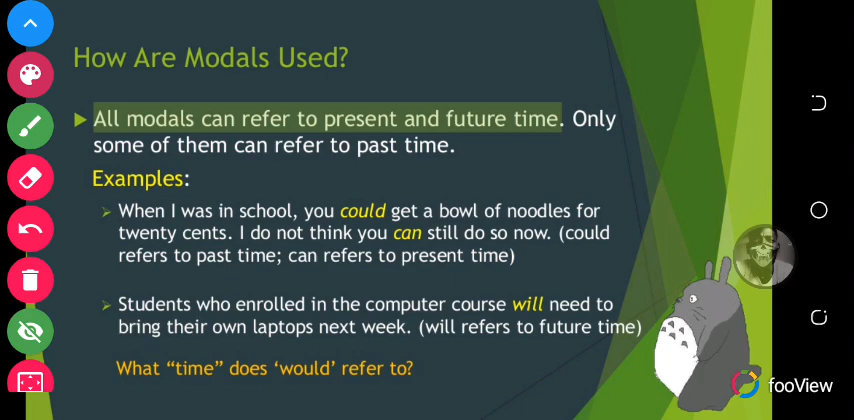 How Are Modals Used?
All modals can refer to present and future time. Only
some of them can refer to past time.
Examples:
When I was in school, you could get a bowl of noodles for
twenty cents. I do not think you can still do so now. (could
refers to past time; can refers to present time)
Students who enrolled in the computer course will need to
bring their own laptops next week. (will refers to future time)
What “time” does ‘would’ refer to?
fooView